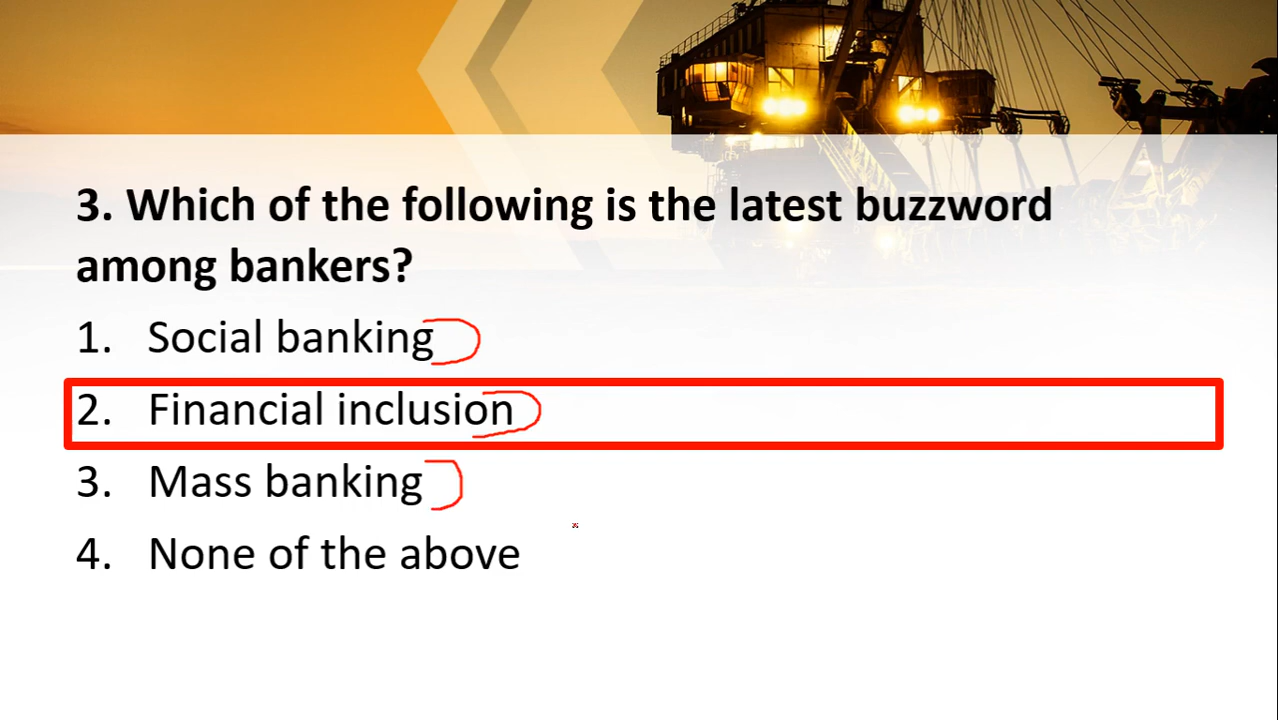 3. Which of the following is the latest buzzword
among bankers?
1. Social banking
2. Financial inclusion
3. Mass banking
4. None of the above